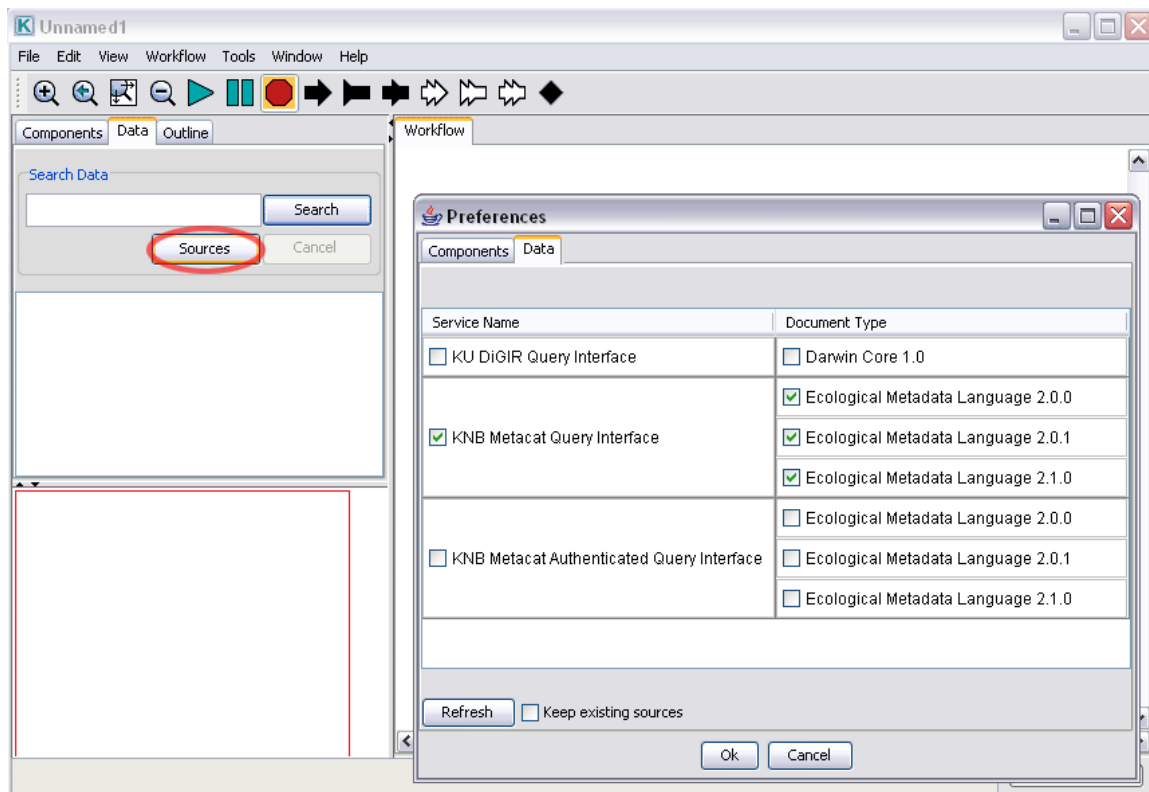 Unnamed1
File Edit View Workflow Tools Window Help
Components Data Outline
Workflow
Search Data
Search
Sources Cancel
Preferences
Components Data
Service Name Document Type
KU DiGIR Query Interface Darwin Core 1.0
Ecological Metadata Language 2.0.0
KNB Metacat Query Interface Ecological Metadata Language 2.0.1
Ecological Metadata Language 2.1.0
Ecological Metadata Language 2.0.0
KNB Metacat Authenticated Query Interface Ecological Metadata Language 2.0.1
Ecological Metadata Language 2.1.0
Refresh Keep existing sources
Ok Cancel